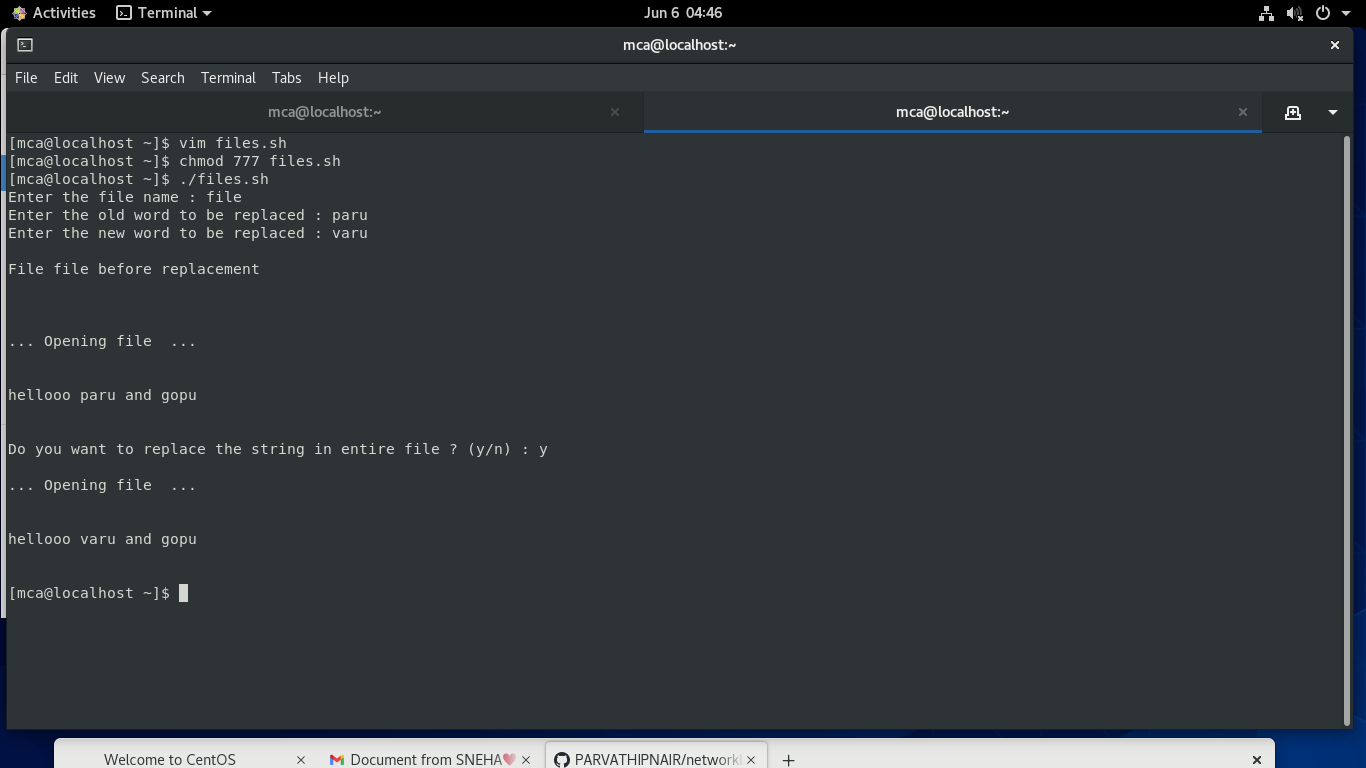 Activities Terminal Jun 6 04:46
mca@localhost:~
File Edit View Search Terminal Tabs Help
mca@localhost:~ mca@localhost:~
[mca@localhost ~]$ vim files.sh
[mca@localhost ~]$ chmod 777 files.sh
[mca@localhost ~]$ ./files.sh
Enter the file name : file
Enter the old word to be replaced : paru
Enter the new word to be replaced : varu
File file before replacement
... Opening file  ...
hellooo paru and gopu
Do you want to replace the string in entire file ? (y/n) : y
... Opening file  ...
hellooo varu and gopu
[mca@localhost ~]$
Welcome to CentOS Document from SNEHA PARVATHIPNAIR/network